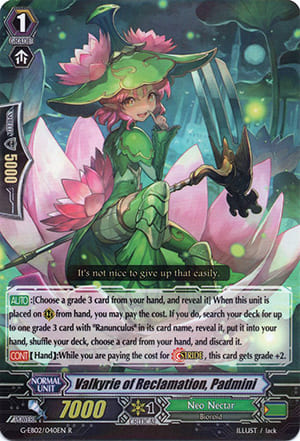 1
GRADE
SHIELD
5000
It's not nice to give up that easily.
AUTO :[Choose a grade 3 card from your hand, and reveal it] When this unit is
placed on from hand, you may pay the cost. If you do, search your deck for up
to one grade 3 card with "Ranunculus" in its card name, reveal it, put it into
your hand, shuffle your deck, choose a card from your hand, and discard it.
CONT [Hand]:While you are paying the cost for STRIDE, this card gets grade +2.
NORMAL
UNIT
Valkyrie of Reclamation, Padmini
POWER
7000
1
CRITICAL
Neo Nectar
Bioroid
G-EB02/040EN R
ILLUST / lack